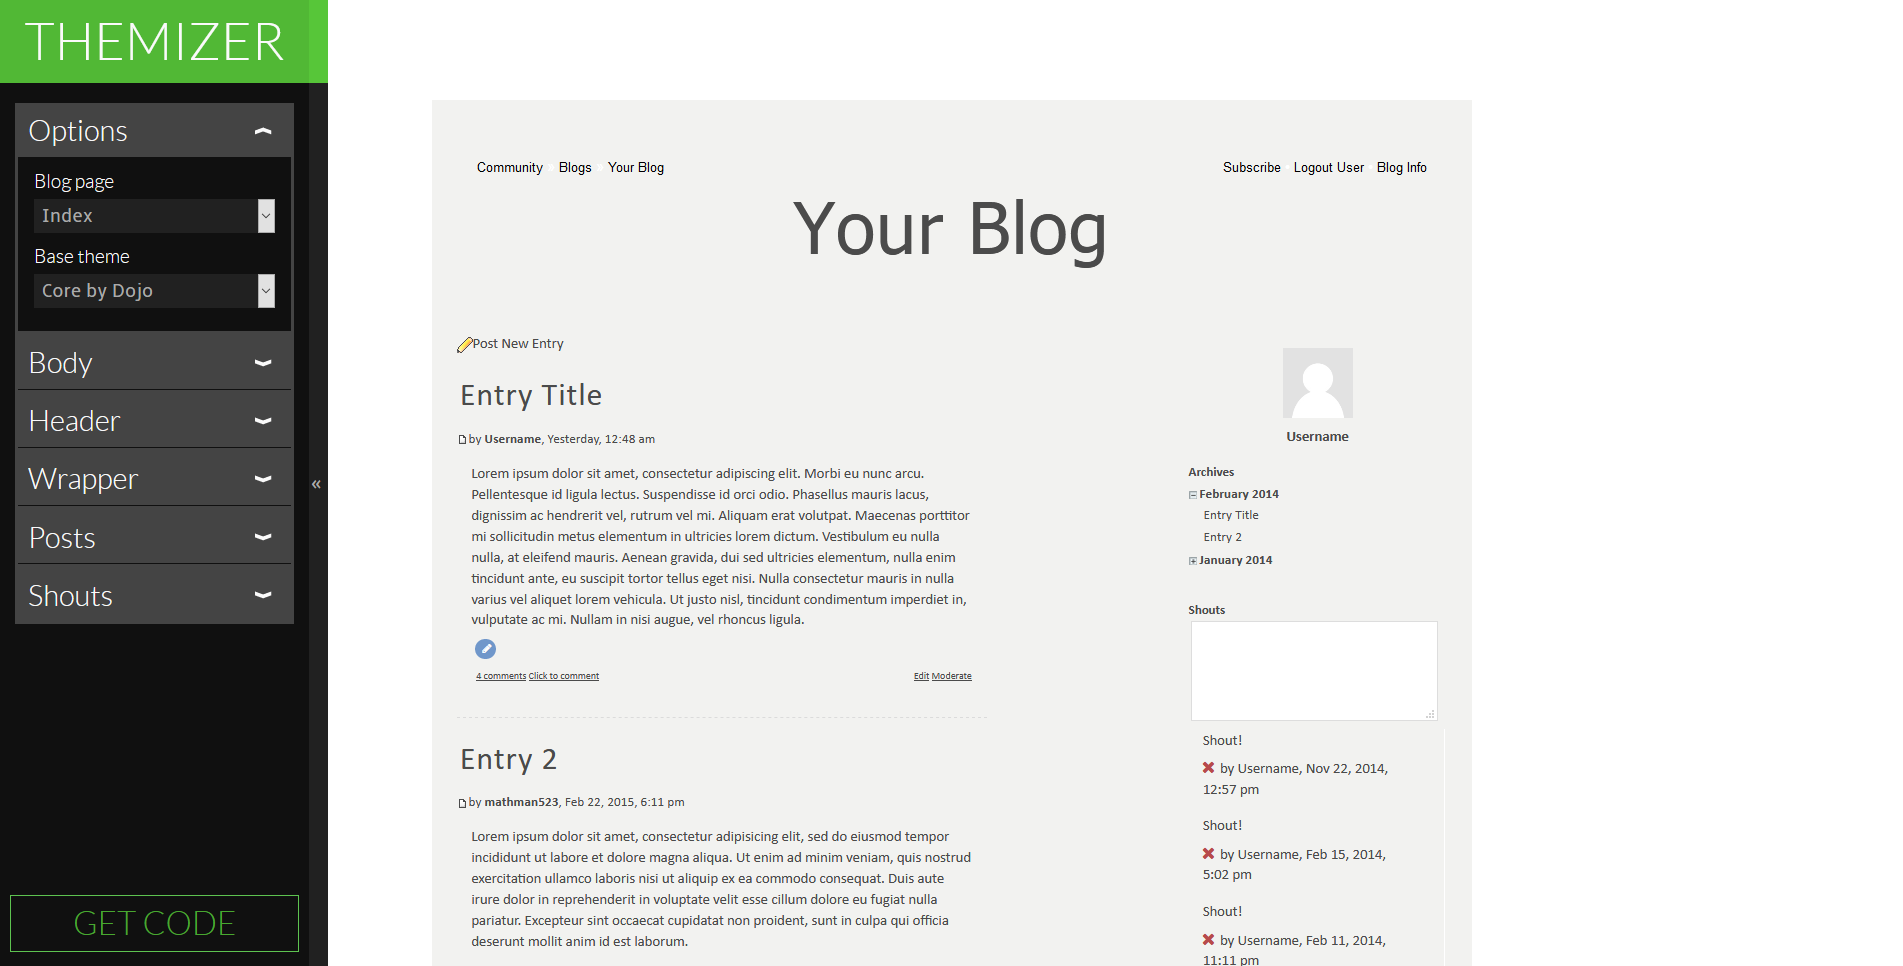 THEMIZER
Options
Blog page
Index
Base theme
Core by Dojo
Body
Header
Wrapper
Posts
Shouts
«
GET CODE
Community Blogs Your Blog
Subscribe Logout User Blog Info
Your Blog
Post New Entry
Entry Title
by Username, Yesterday, 12:48 am
Lorem ipsum dolor sit amet, consectetur adipiscing elit. Morbi eu nunc arcu.
Pellentesque id ligula lectus. Suspendisse id orci odio. Phasellus mauris lacus,
dignissim ac hendrerit vel, rutrum vel mi. Aliquam erat volutpat. Maecenas porttitor
mi sollicitudin metus elementum in ultricies lorem dictum. Vestibulum eu nulla
nulla, at eleifend mauris. Aenean gravida, dui sed ultricies elementum, nulla enim
tincidunt ante, eu suscipit tortor tellus eget nisi. Nulla consectetur mauris in nulla
varius vel aliquet lorem vehicula. Ut justo nisl, tincidunt condimentum imperdiet in,
vulputate ac mi. Nullam in nisi augue, vel rhoncus ligula.
4 comments Click to comment
Edit Moderate
Entry 2
by mathman523, Feb 22, 2015, 6:11 pm
Lorem ipsum dolor sit amet, consectetur adipisicing elit, sed do eiusmod tempor
incididunt ut labore et dolore magna aliqua. Ut enim ad minim veniam, quis nostrud
exercitation ullamco laboris nisi ut aliquip ex ea commodo consequat. Duis aute
irure dolor in reprehenderit in voluptate velit esse cillum dolore eu fugiat nulla
pariatur. Excepteur sint occaecat cupidatat non proident, sunt in culpa qui officia
deserunt mollit anim id est laborum.
Username
Archives
February 2014
Entry Title
Entry 2
January 2014
Shouts
Shout!
by Username, Nov 22, 2014,
12:57 pm
Shout!
by Username, Feb 15, 2014,
5:02 pm
Shout!
by Username, Feb 11, 2014,
11:11 pm